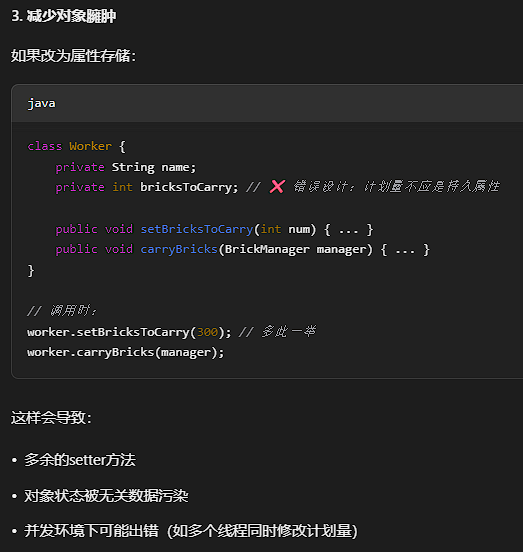 3. 减少对象臃肿
如果改为属性存储：
java
class Worker {
    private String name;
    private int bricksToCarry; // ❌ 错误设计：计划量不应是持久属性
    public void setBricksToCarry(int num) { ... }
    public void carryBricks(BrickManager manager) { ... }
}
// 调用时：
worker.setBricksToCarry(300); // 多此一举
worker.carryBricks(manager);
这样会导致：
• 多余的setter方法
• 对象状态被无关数据污染
• 并发环境下可能出错（如多个线程同时修改计划量）